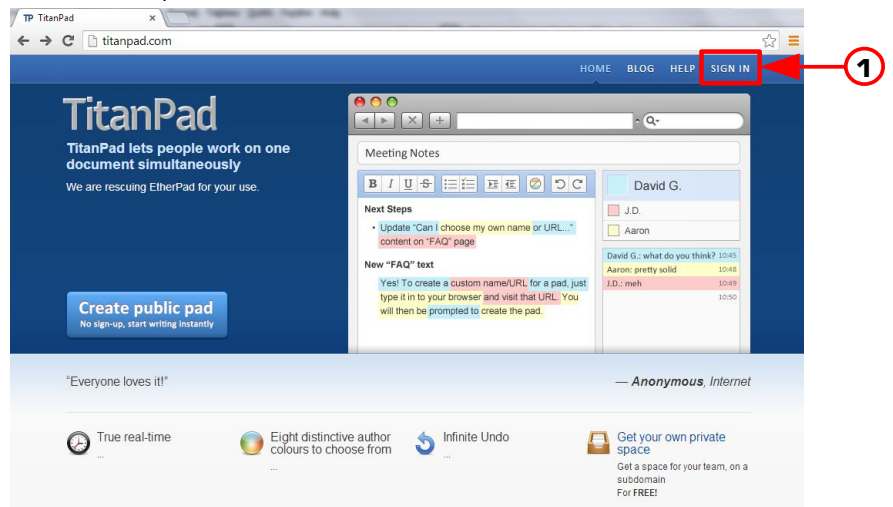 TP TitanPad
titanpad.com
HOME BLOG HELP SIGN IN
1
TitanPad
TitanPad lets people work on one
document simultaneously
We are rescuing EtherPad for your use.
Create public pad
No sign-up, start writing instantly
Meeting Notes
B I U S
Next Steps
• Update "Can I choose my own name or URL..."
content on "FAQ" page
New "FAQ" text
Yes! To create a custom name/URL for a pad, just
type it in to your browser and visit that URL. You
will then be prompted to create the pad.
David G.
J.D.
Aaron
David G.: what do you think? 10:45
Aaron: pretty solid 10:48
J.D.: meh 10:49
10:50
"Everyone loves it!"
— Anonymous, Internet
True real-time
...
Eight distinctive author
colours to choose from
...
Infinite Undo
...
Get your own private
space
Get a space for your team, on a
subdomain
For FREE!